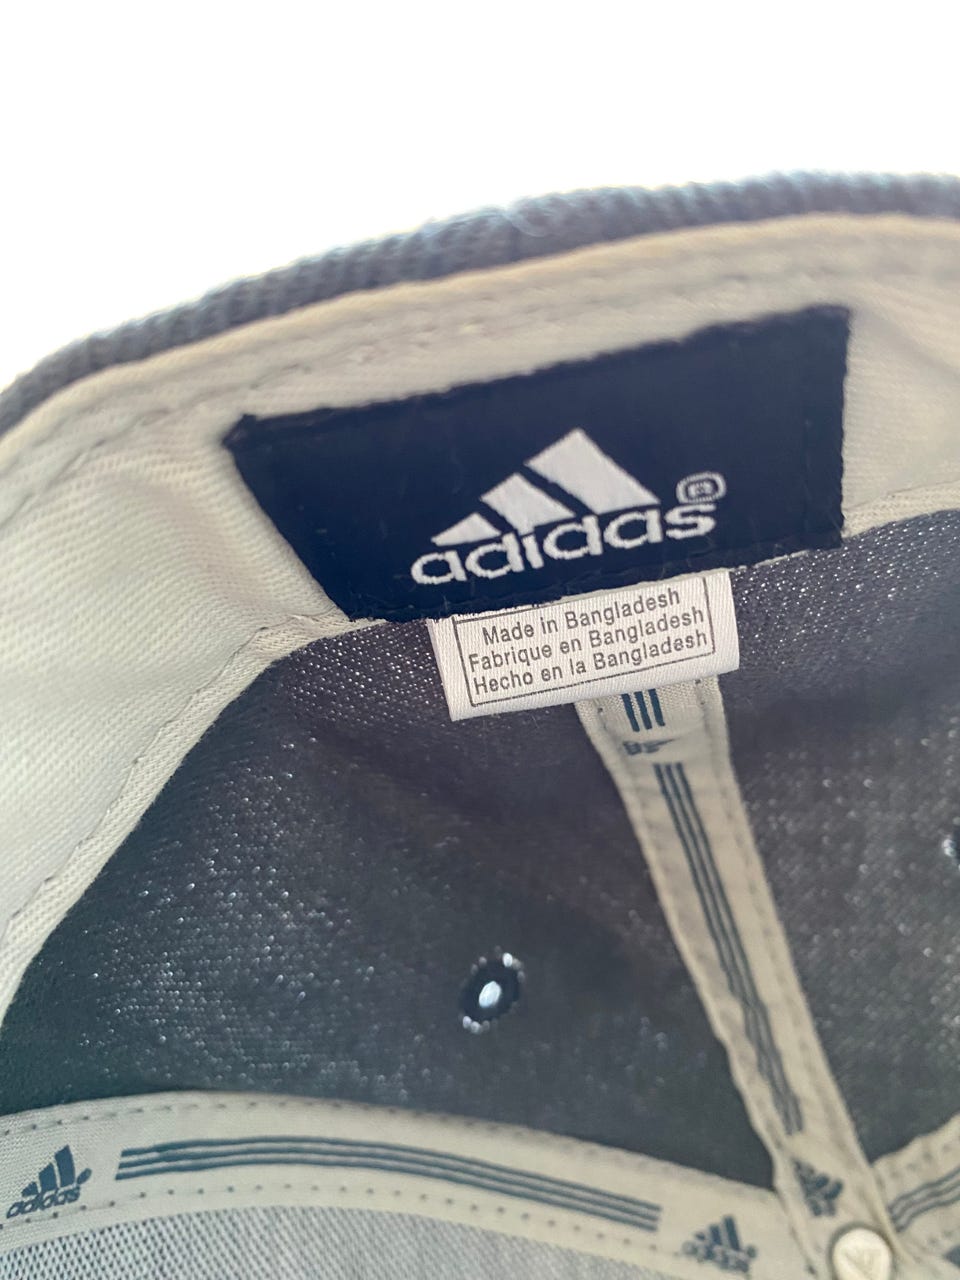 adidas®
Made in Bangladesh
Fabrique en Bangladesh
Hecho en la Bangladesh
adidas
adidas